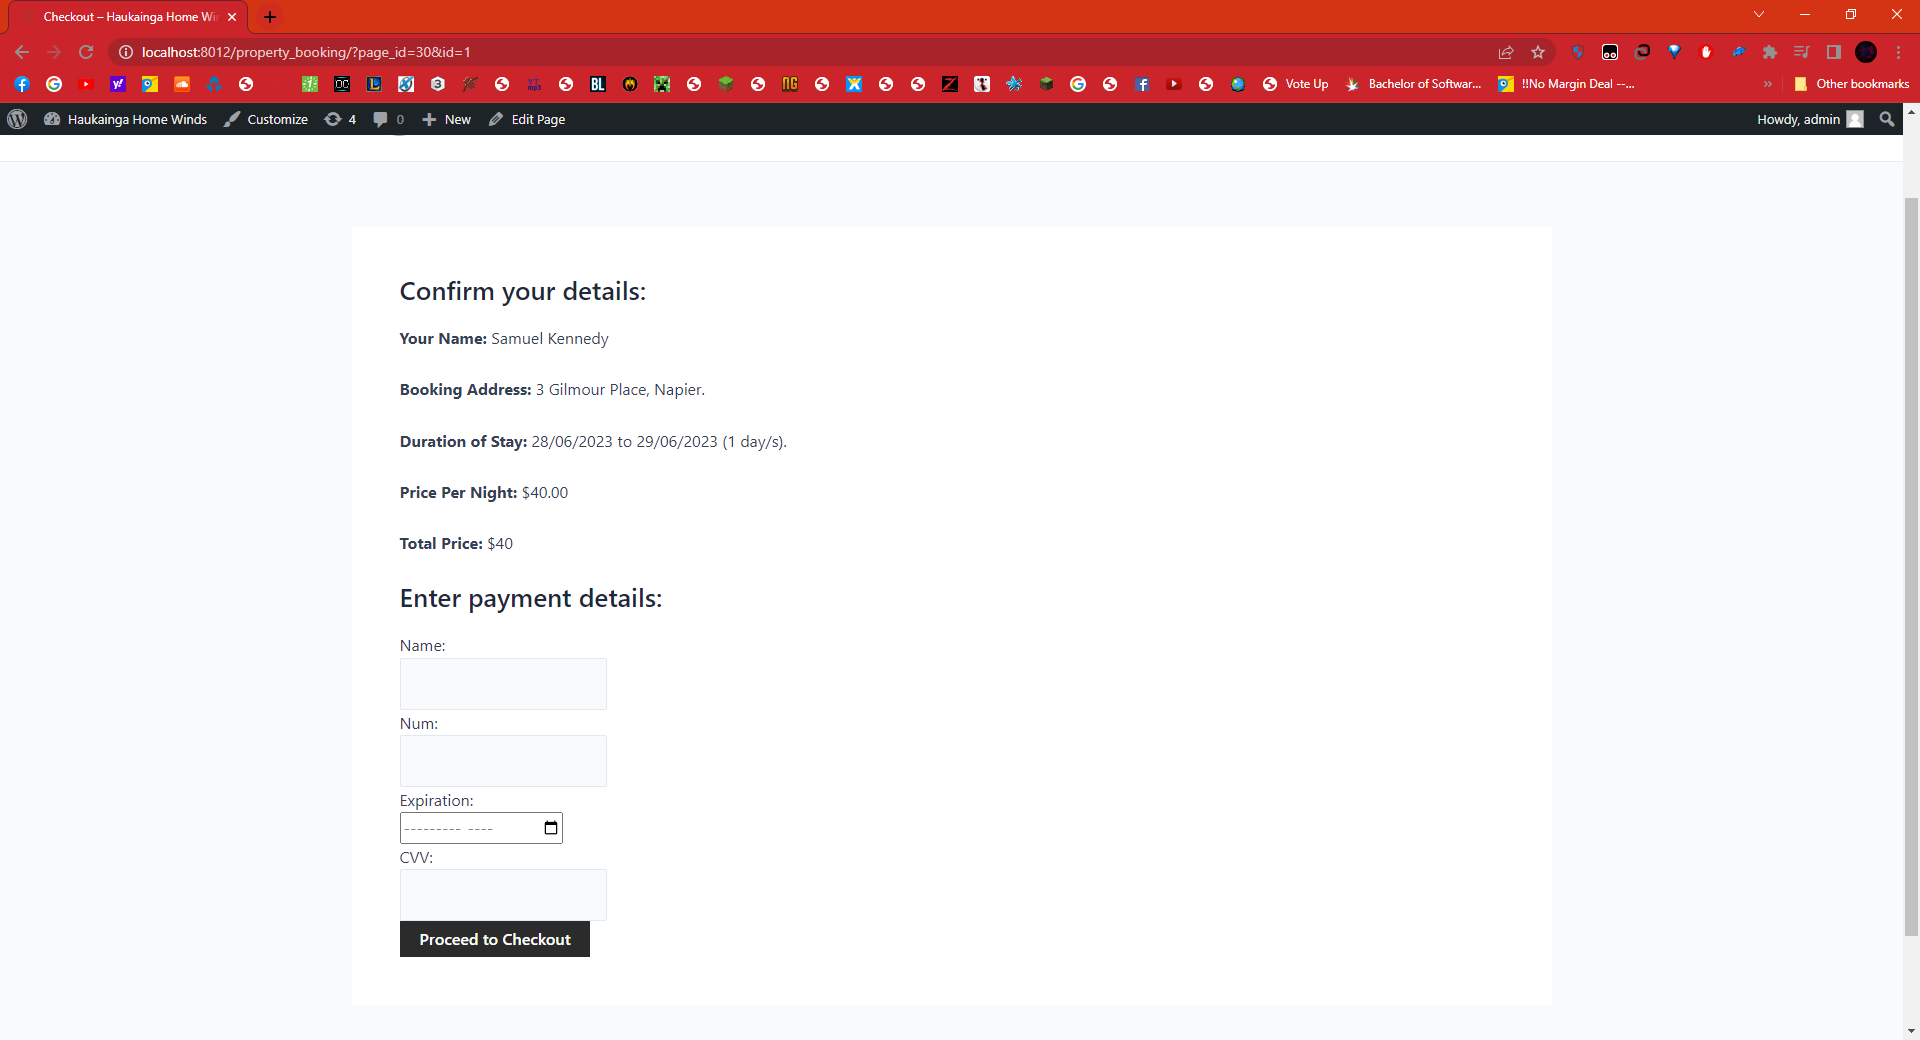 Checkout – Haukainga Home Wi
localhost:8012/property_booking/?page_id=30&id=1
Vote Up
Bachelor of Softwar...
!!No Margin Deal --...
Other bookmarks
Haukainga Home Winds
Customize
4
0
New
Edit Page
Howdy, admin
Confirm your details:
Your Name: Samuel Kennedy
Booking Address: 3 Gilmour Place, Napier.
Duration of Stay: 28/06/2023 to 29/06/2023 (1 day/s).
Price Per Night: $40.00
Total Price: $40
Enter payment details:
Name:
Num:
Expiration:
--------- ----
CVV:
Proceed to Checkout